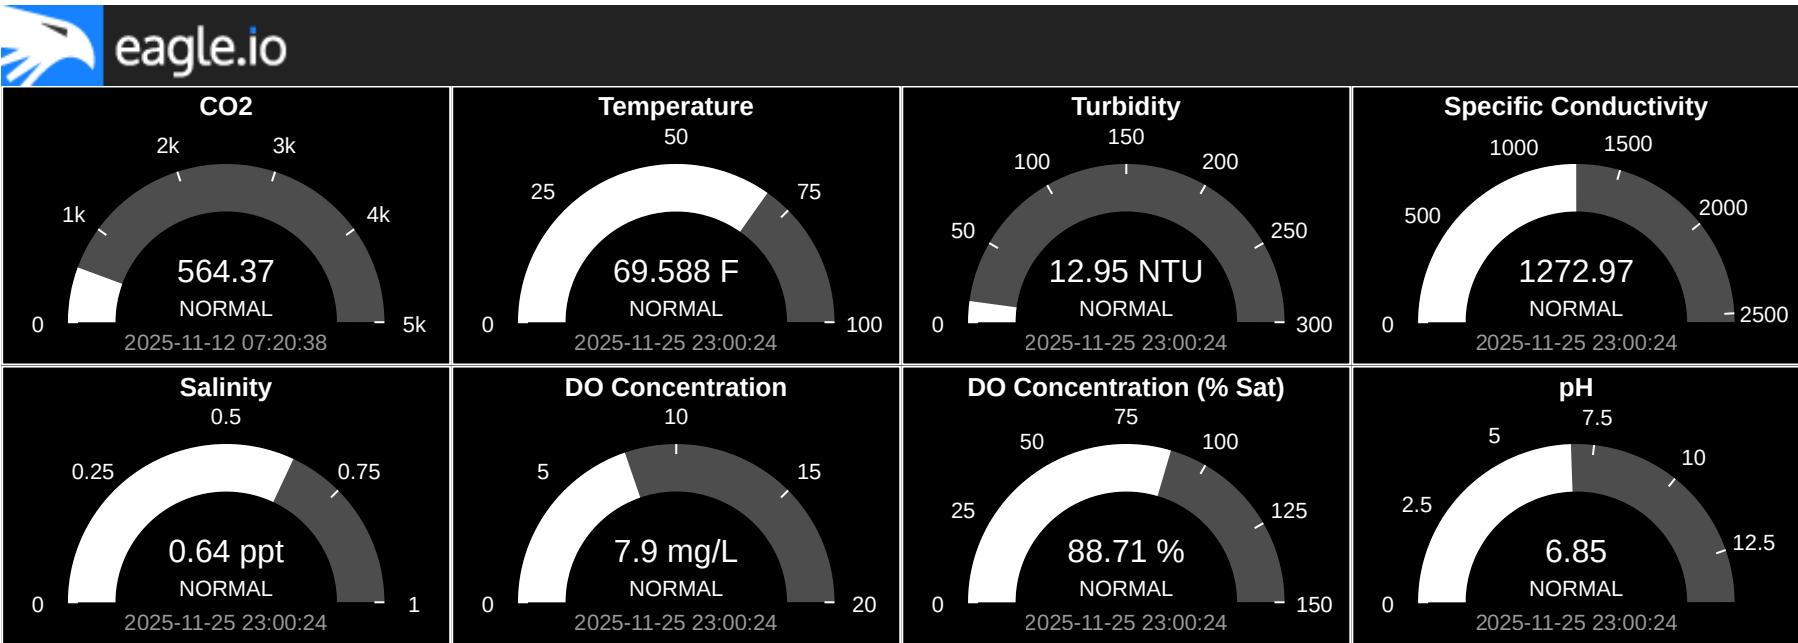 eagle.io
CO2
0
1k
2k
3k
4k
5k
564.37
NORMAL
2025-11-12 07:20:38
Temperature
0
25
50
75
100
69.588 F
NORMAL
2025-11-25 23:00:24
Turbidity
0
50
100
150
200
250
300
12.95 NTU
NORMAL
2025-11-25 23:00:24
Specific Conductivity
0
500
1000
1500
2000
2500
1272.97
NORMAL
2025-11-25 23:00:24
Salinity
0
0.25
0.5
0.75
1
0.64 ppt
NORMAL
2025-11-25 23:00:24
DO Concentration
0
5
10
15
20
7.9 mg/L
NORMAL
2025-11-25 23:00:24
DO Concentration (% Sat)
0
25
50
75
100
125
150
88.71 %
NORMAL
2025-11-25 23:00:24
pH
0
2.5
5
7.5
10
12.5
6.85
NORMAL
2025-11-25 23:00:24